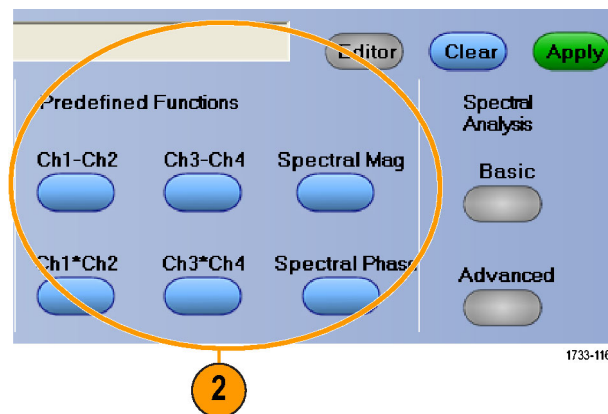 Editor Clear Apply
Predefined Functions
Spectral
Analysis
Ch1-Ch2 Ch3-Ch4 Spectral Mag
Basic
Ch1*Ch2 Ch3*Ch4 Spectral Phase
Advanced
1733-116
2